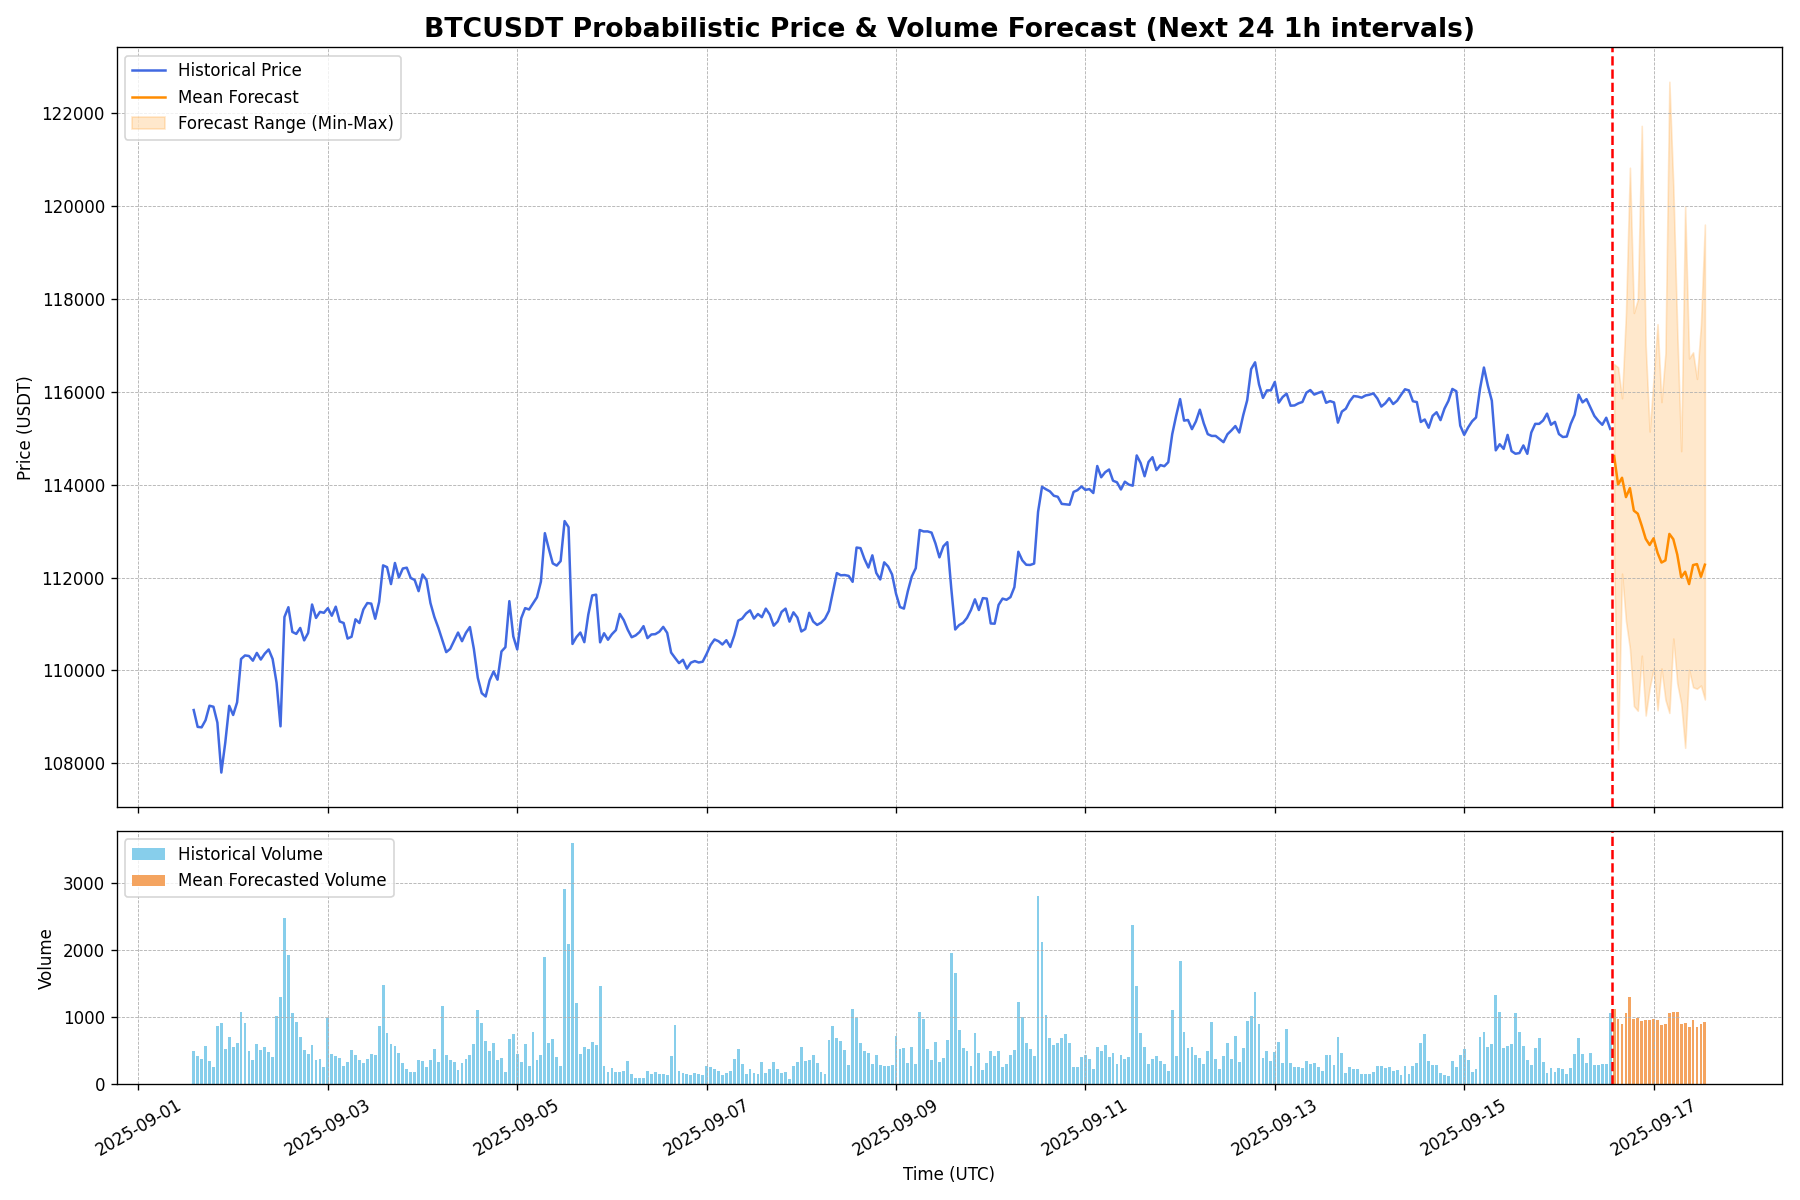 BTCUSDT Probabilistic Price & Volume Forecast (Next 24 1h intervals)
Historical Price
Mean Forecast
Forecast Range (Min-Max)
122000
120000
118000
116000
114000
112000
110000
108000
Price (USDT)
Historical Volume
Mean Forecasted Volume
3000
2000
1000
0
Volume
2025-09-01
2025-09-03
2025-09-05
2025-09-07
2025-09-09
2025-09-11
2025-09-13
2025-09-15
2025-09-17
Time (UTC)